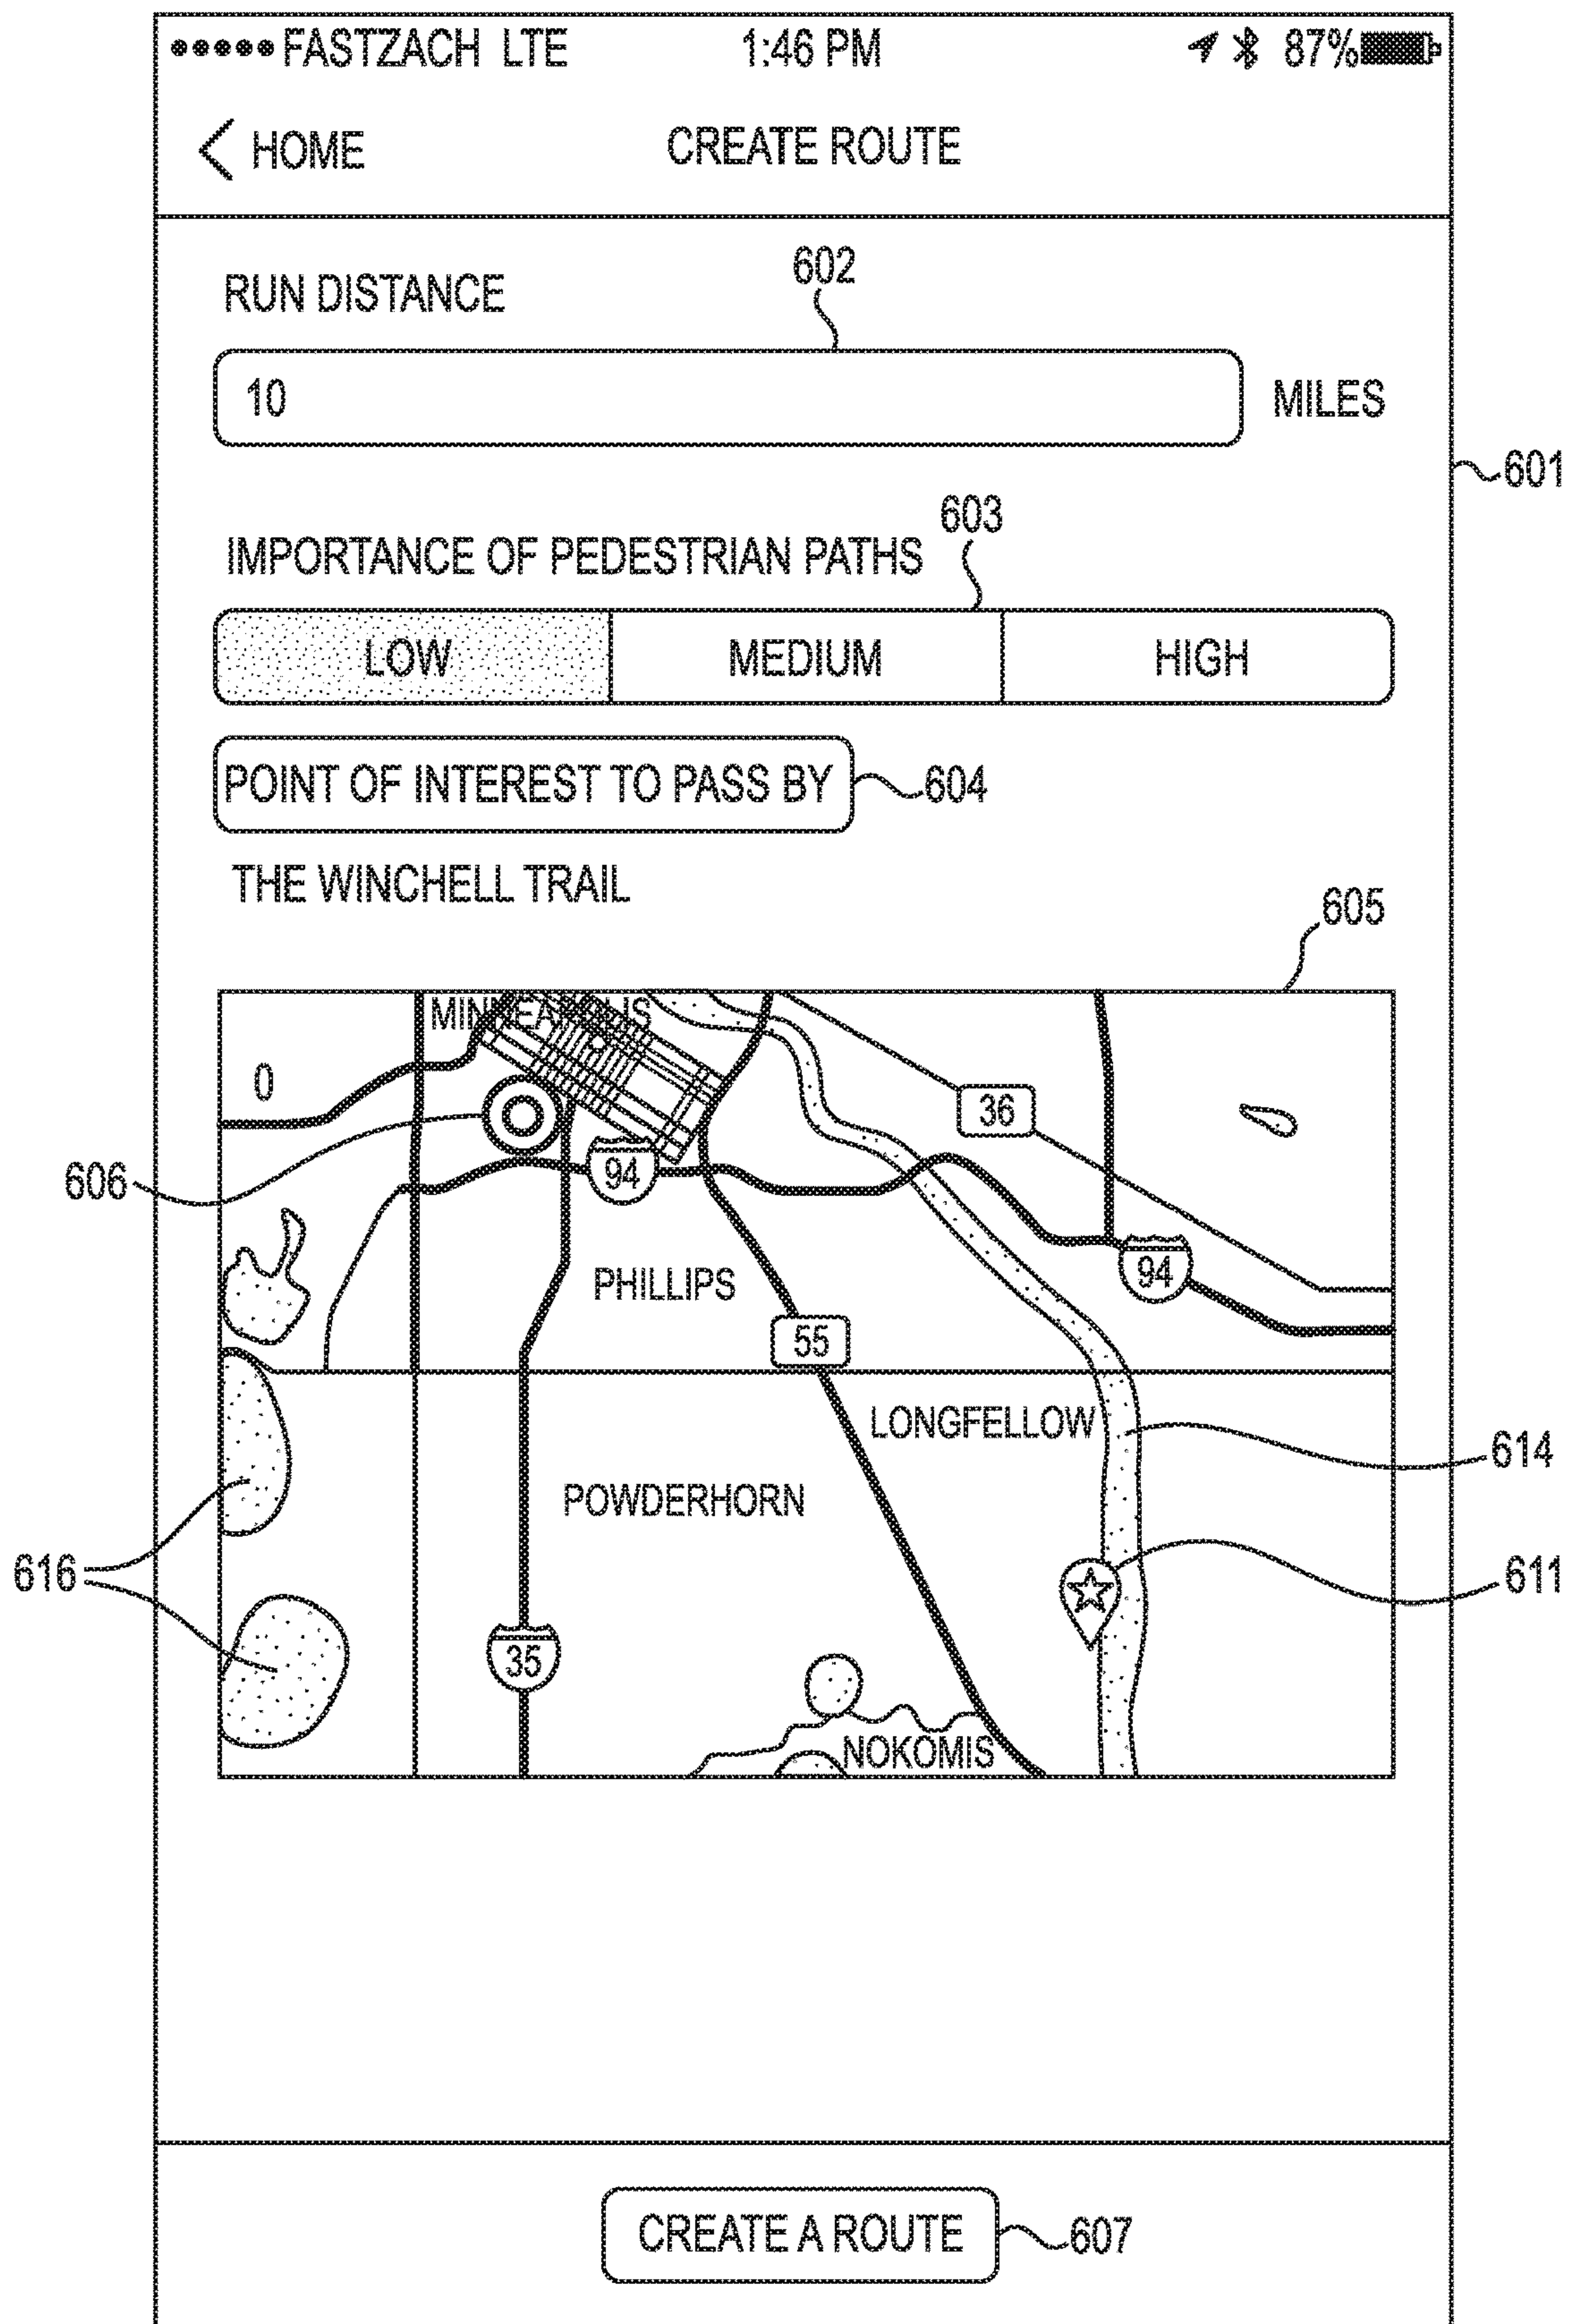 FASTZACH LTE 1:46 PM 87%
< HOME CREATE ROUTE
602
RUN DISTANCE
10 MILES
601
603
IMPORTANCE OF PEDESTRIAN PATHS
LOW MEDIUM HIGH
POINT OF INTEREST TO PASS BY 604
THE WINCHELL TRAIL
605
MINNEAPOLIS
0
36
606
94
94
PHILLIPS
55
LONGFELLOW
614
POWDERHORN
616
611
35
NOKOMIS
CREATE A ROUTE 607